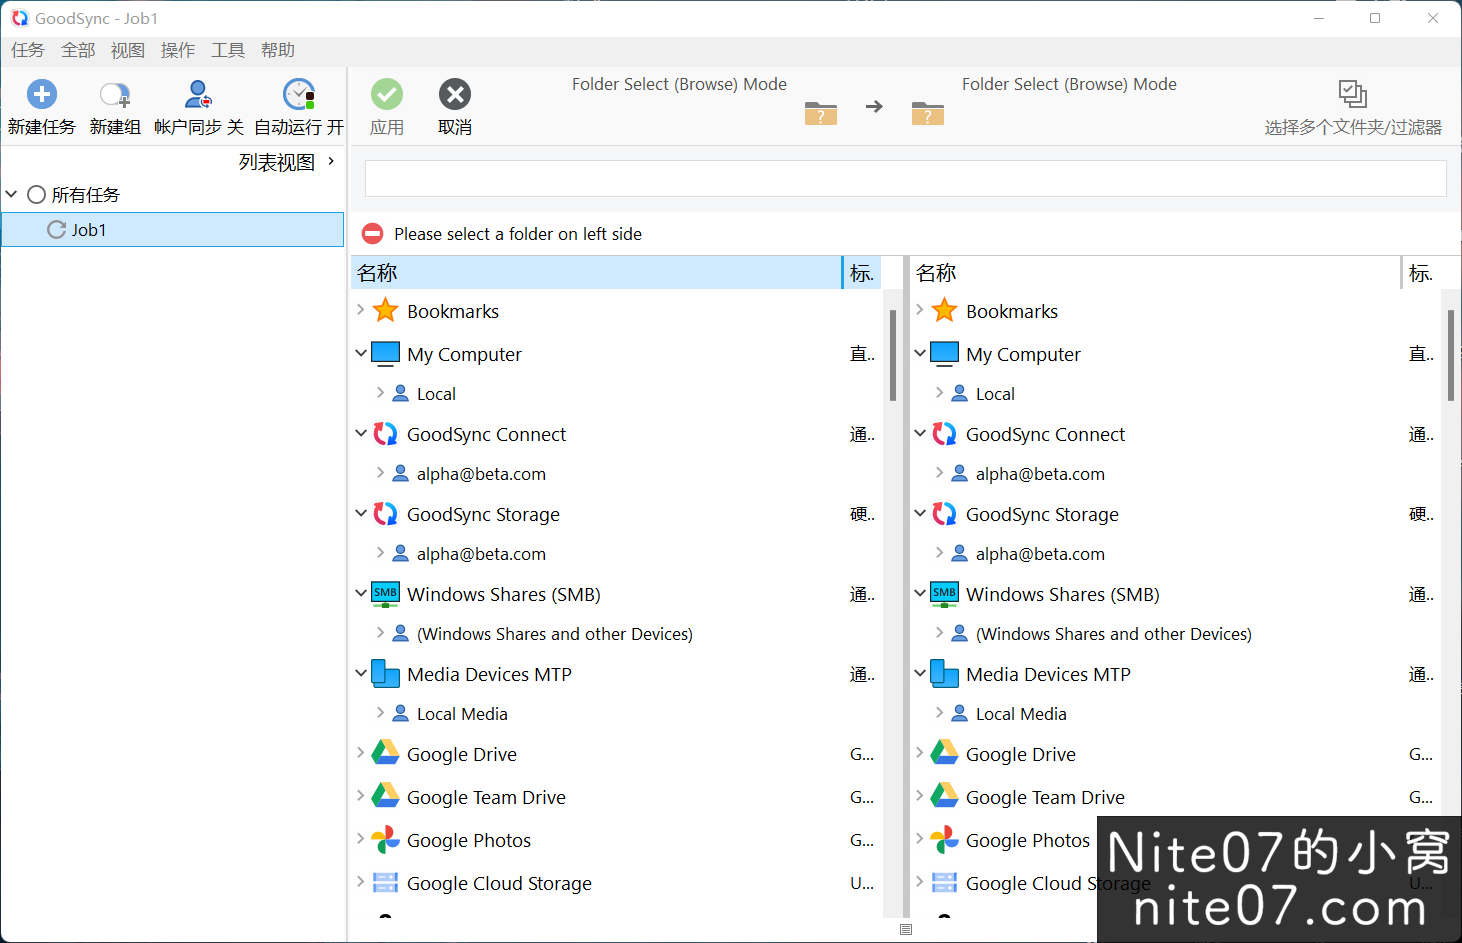 GoodSync - Job1
任务 全部 视图 操作 工具 帮助
新建任务 新建组 帐户同步 关 自动运行 开
应用 取消
Folder Select (Browse) Mode
Folder Select (Browse) Mode
选择多个文件夹/过滤器
列表视图
所有任务
Job1
Please select a folder on left side
名称 标.
Bookmarks
My Computer 直..
Local
GoodSync Connect 通..
alpha@beta.com
GoodSync Storage 硬..
alpha@beta.com
SMB Windows Shares (SMB) 通..
(Windows Shares and other Devices)
Media Devices MTP 通..
Local Media
Google Drive G...
Google Team Drive G...
Google Photos G...
Google Cloud Storage U...
名称 标.
Bookmarks
My Computer 直..
Local
GoodSync Connect 通..
alpha@beta.com
GoodSync Storage 硬..
alpha@beta.com
SMB Windows Shares (SMB) 通..
(Windows Shares and other Devices)
Media Devices MTP 通..
Local Media
Google Drive G...
Google Team Drive G...
Google Photos
Google Cloud Storage U...
Nite07的小窝
nite07.com